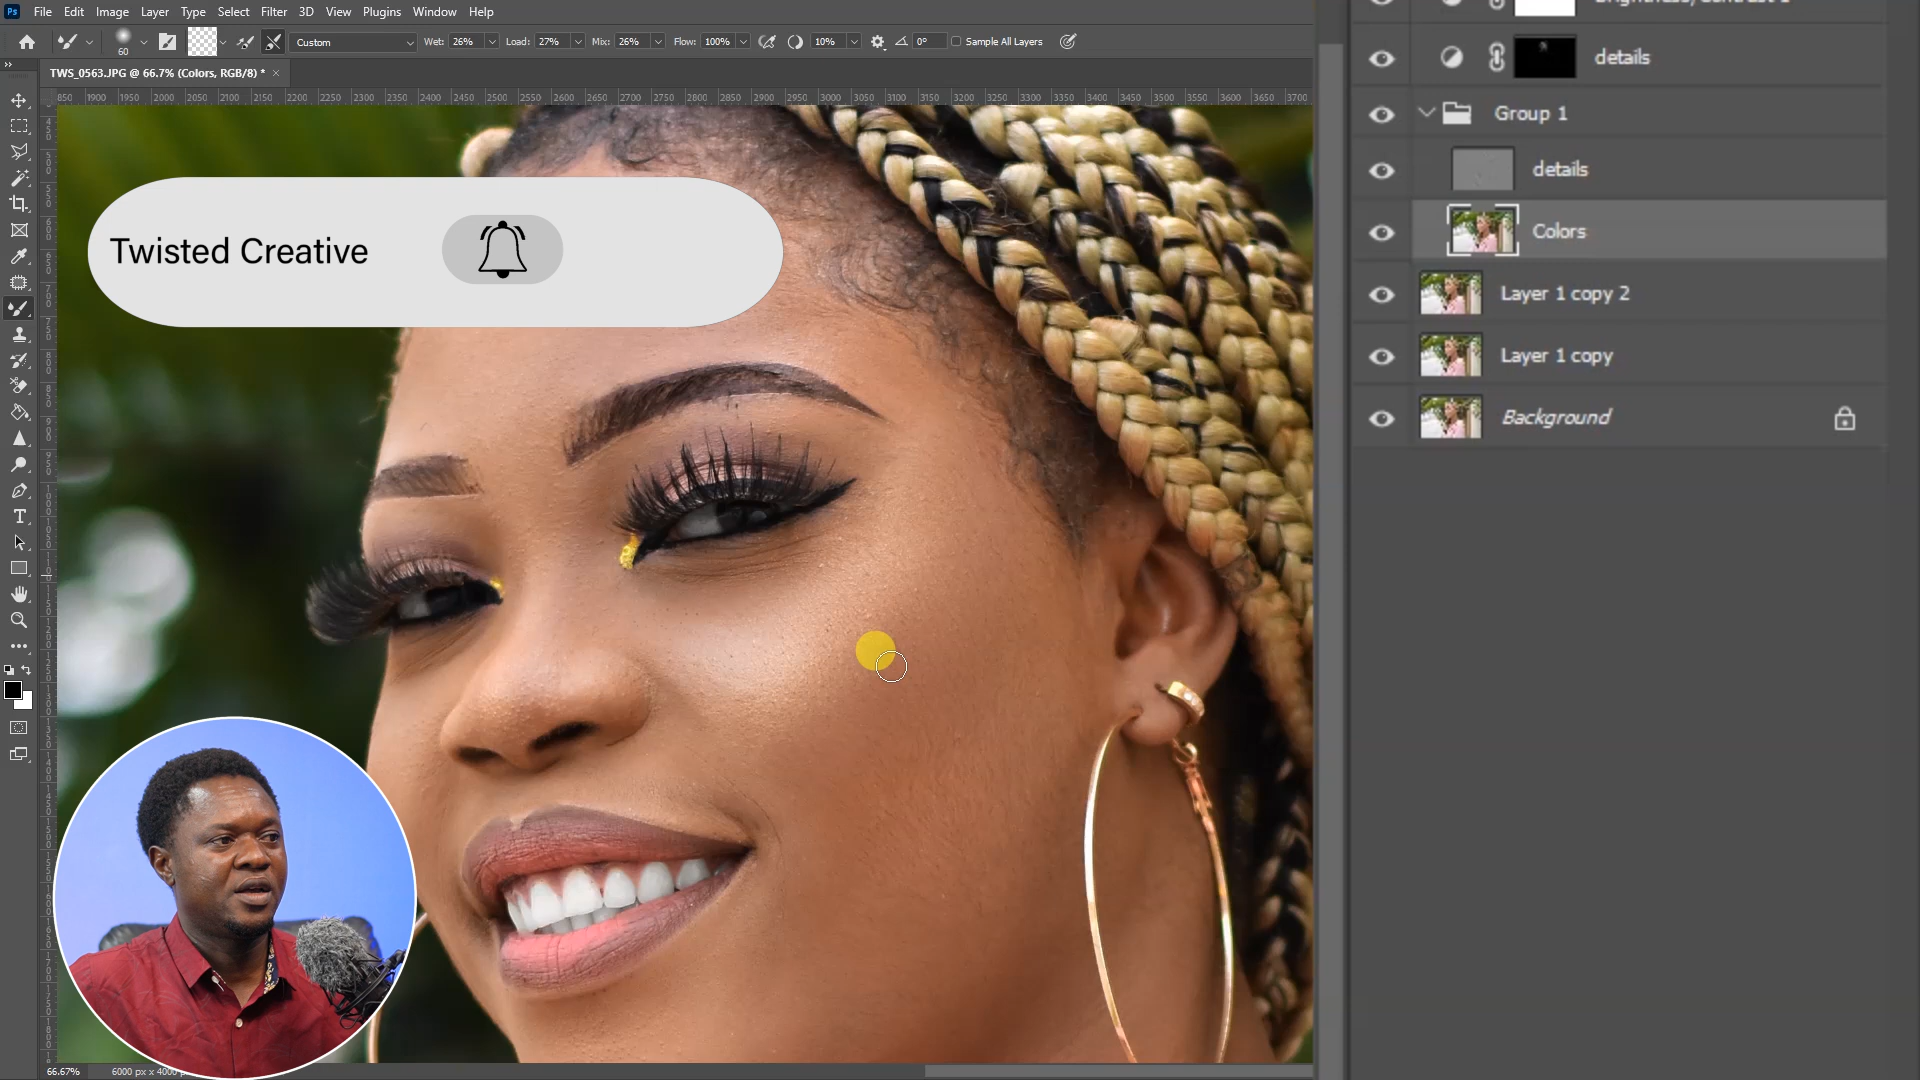 Ps File Edit Image Layer Type Select Filter 3D View Plugins Window Help
60 Custom Wet: 26% Load: 27% Mix: 26% Flow: 100% 10% 0° Sample All Layers
TWS_0563.JPG @ 66.7% (Colors, RGB/8) * ×
850 1900 1950 2000 2050 2100 2150 2200 2250 2300 2350 2400 2450 2500 2550 2600 2650 2700 2750 2800 2850 2900 2950 3000 3050 3100 3150 3200 3250 3300 3350 3400 3450 3500 3550 3600 3650 3700
Twisted Creative
details
Group 1
details
Colors
Layer 1 copy 2
Layer 1 copy
Background
66.67% 6000 px x 4000